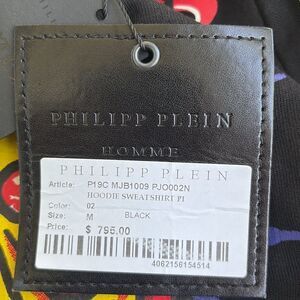 PHILIPP PLEIN
HOMME
PHILIPP PLEIN
Article: P19C MJB1009 PJO002N
HOODIE SWEATSHIRT PI
Color: 02
Size: M BLACK
Price: $ 795.00
4062156154514